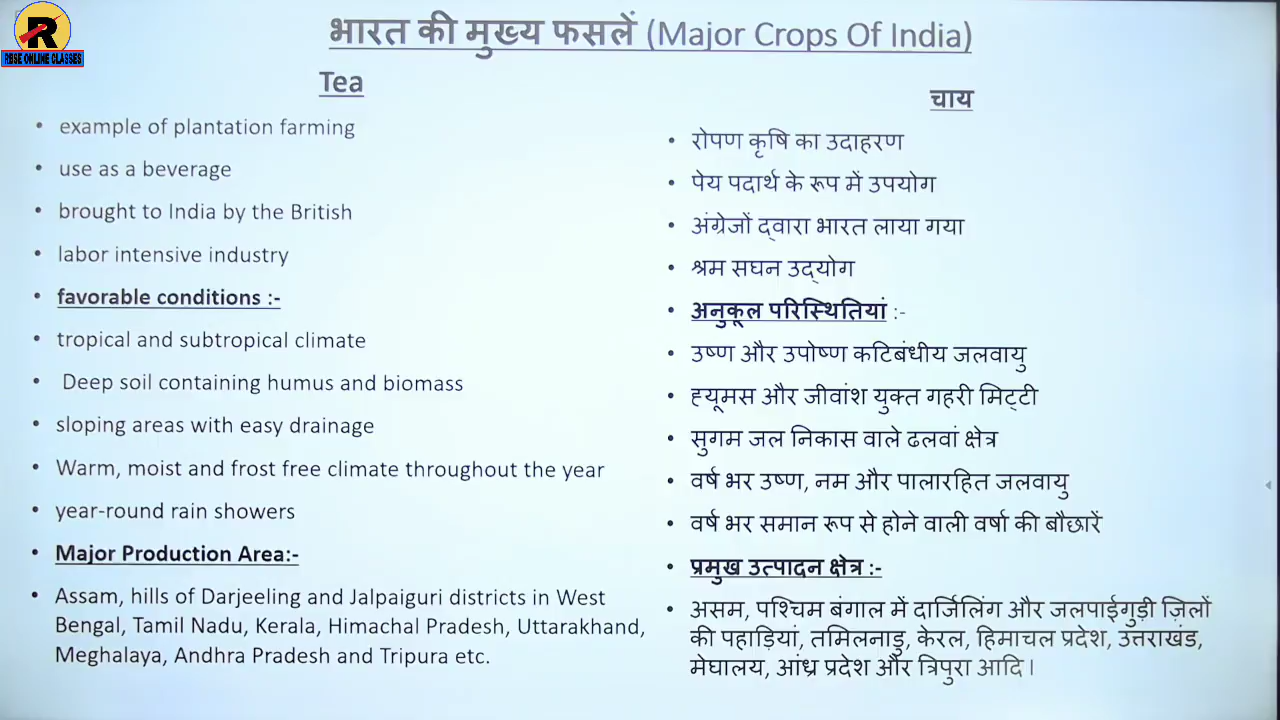 R
RBSE ONLINE CLASSES
भारत की मुख्य फसलें (Major Crops Of India)
Tea
• example of plantation farming
• use as a beverage
• brought to India by the British
• labor intensive industry
• favorable conditions :-
• tropical and subtropical climate
• Deep soil containing humus and biomass
• sloping areas with easy drainage
• Warm, moist and frost free climate throughout the year
• year-round rain showers
• Major Production Area:-
• Assam, hills of Darjeeling and Jalpaiguri districts in West
Bengal, Tamil Nadu, Kerala, Himachal Pradesh, Uttarakhand,
Meghalaya, Andhra Pradesh and Tripura etc.
चाय
• रोपण कृषि का उदाहरण
• पेय पदार्थ के रूप में उपयोग
• अंग्रेजों द्वारा भारत लाया गया
• श्रम सघन उद्योग
• अनुकूल परिस्थितियां :-
• उष्ण और उपोष्ण कटिबंधीय जलवायु
• ह्यूमस और जीवांश युक्त गहरी मिट्टी
• सुगम जल निकास वाले ढलवां क्षेत्र
• वर्ष भर उष्ण, नम और पालारहित जलवायु
• वर्ष भर समान रूप से होने वाली वर्षा की बौछारें
• प्रमुख उत्पादन क्षेत्र :-
• असम, पश्चिम बंगाल में दार्जिलिंग और जलपाईगुड़ी ज़िलों
की पहाड़ियां, तमिलनाडु, केरल, हिमाचल प्रदेश, उत्तराखंड,
मेघालय, आंध्र प्रदेश और त्रिपुरा आदि ।